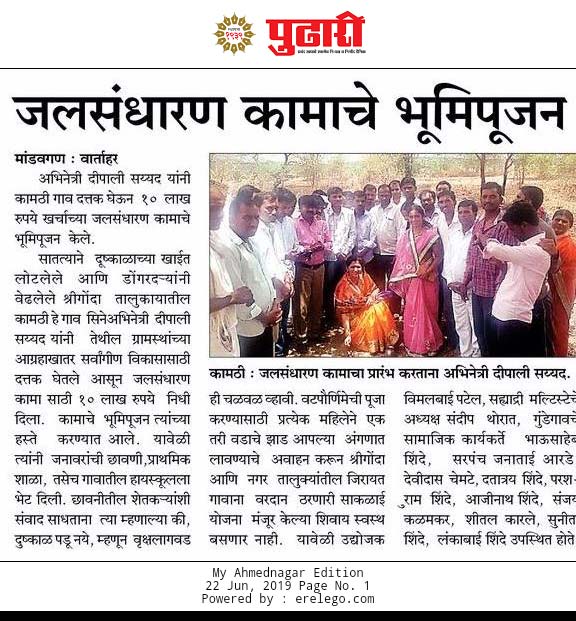 पुढारी
जलसंधारण कामाचे भूमिपूजन
मांडवगण : वार्ताहर
अभिनेत्री दीपाली सय्यद यांनी
कामठी गाव दत्तक घेऊन १० लाख
रुपये खर्चाच्या जलसंधारण कामाचे
भूमिपूजन केले.
सातत्याने दूष्काळाच्या खाईत
लोटलेले आणि डोंगरदऱ्यांनी
वेढलेले श्रीगोंदा तालुकायातील
कामठी हे गाव सिनेअभिनेत्री दीपाली
सय्यद यांनी तेथील ग्रामस्थांच्या
आग्रहाखातर सर्वांगीण विकासासाठी
दत्तक घेतले आसून जलसंधारण
कामा साठी १० लाख रुपये निधी
दिला. कामाचे भूमिपूजन त्यांच्या
हस्ते करण्यात आले. यावेळी
त्यांनी जनावरांची छावणी,प्राथमिक
शाळा, तसेच गावातील हायस्कूलला
भेट दिली. छावनीतील शेतकऱ्यांशी
संवाद साधताना त्या म्हणाल्या की,
दुष्काळ पडू नये, म्हणून वृक्षलागवड
कामठी : जलसंधारण कामाचा प्रारंभ करताना अभिनेत्री दीपाली सय्यद.
ही चळवळ व्हावी. वटपौर्णिमेची पूजा
करण्यासाठी प्रत्येक महिलेने एक
तरी वडाचे झाड आपल्या अंगणात
लावण्याचे अवाहन करून श्रीगोंदा
आणि नगर तालुक्यांतील जिरायत
गावाना वरदान ठरणारी साकळाई
योजना मंजूर केल्या शिवाय स्वस्थ
बसणार नाही. यावेळी उद्योजक
विमलबाई पटेल, सह्याद्री मल्टिस्टेटचे
अध्यक्ष संदीप थोरात, गुंडेगावचे
सामाजिक कार्यकर्ते भाऊसाहेब
शिंदे, सरपंच जनाताई आरडे,
देवीदास चेमटे, दतात्रय शिंदे, परश-
ुराम शिंदे, आजीनाथ शिंदे, संजय
कळमकर, शीतल कारले, सुनीता
शिंदे, लंकाबाई शिंदे उपस्थित होते.
My Ahmednagar Edition
22 Jun, 2019 Page No. 1
Powered by : erelego.com